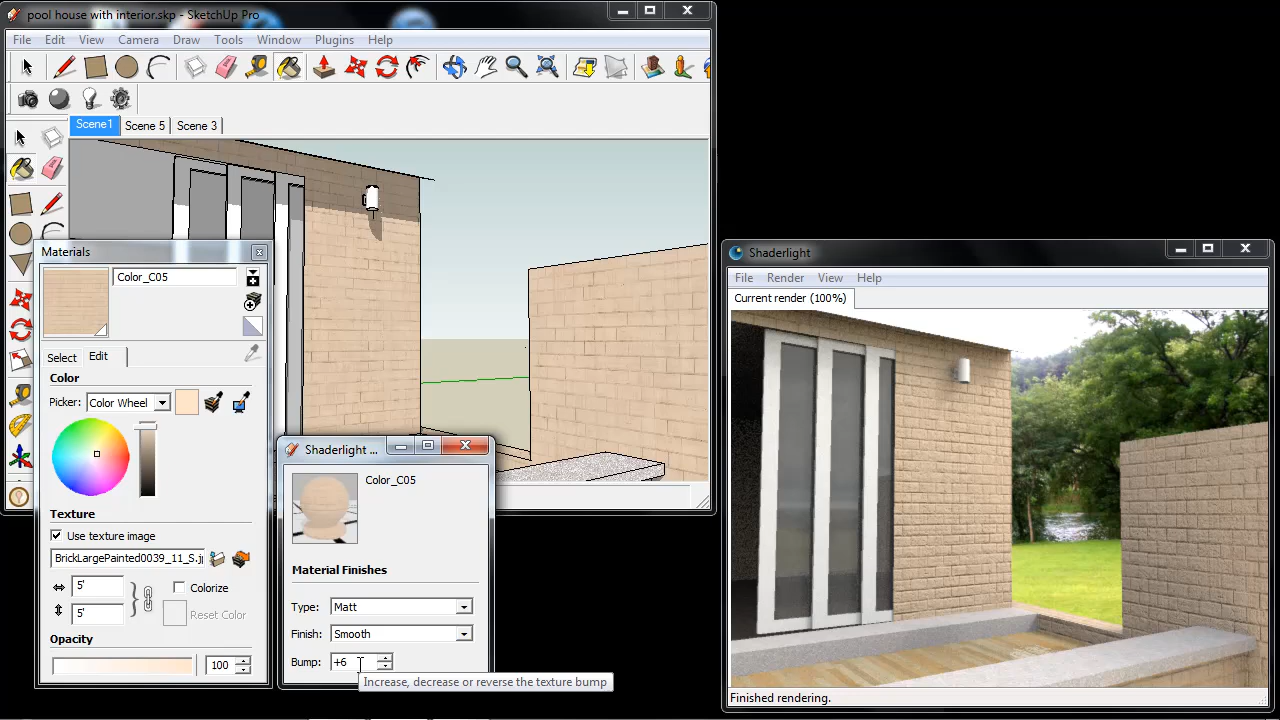 pool house with interior.skp - SketchUp Pro
File Edit View Camera Draw Tools Window Plugins Help
Scene1 Scene 5 Scene 3
Materials
Color_C05
Select Edit
Color
Picker: Color Wheel
Texture
Use texture image
BrickLargePainted0039_11_S.j
5'
Colorize
5'
Reset Color
Opacity
100
Shaderlight ...
Color_C05
Material Finishes
Type: Matt
Finish: Smooth
Bump: +6
Increase, decrease or reverse the texture bump
Shaderlight
File Render View Help
Current render (100%)
Finished rendering.